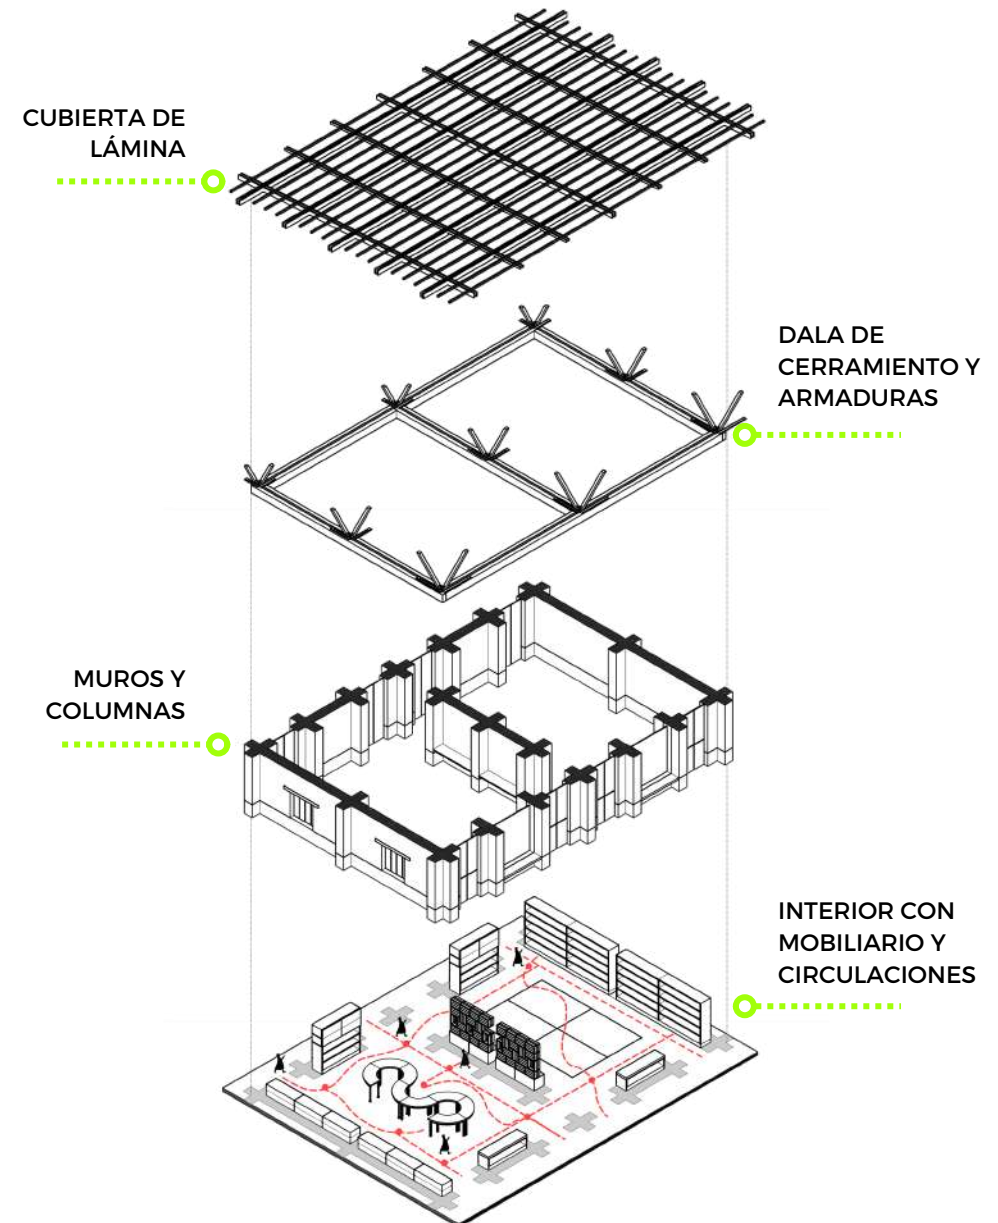 CUBIERTA DE
LÁMINA
DALA DE
CERRAMIENTO Y
ARMADURAS
MUROS Y
COLUMNAS
INTERIOR CON
MOBILIARIO Y
CIRCULACIONES